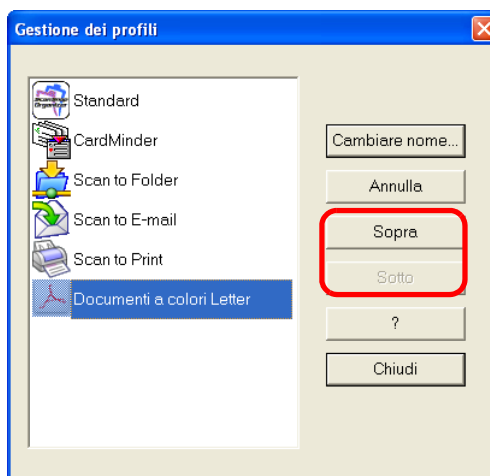 Gestione dei profili
Standard
CardMinder
Scan to Folder
Scan to E-mail
Scan to Print
Documenti a colori Letter
Cambiare nome...
Annulla
Sopra
Sotto
?
Chiudi